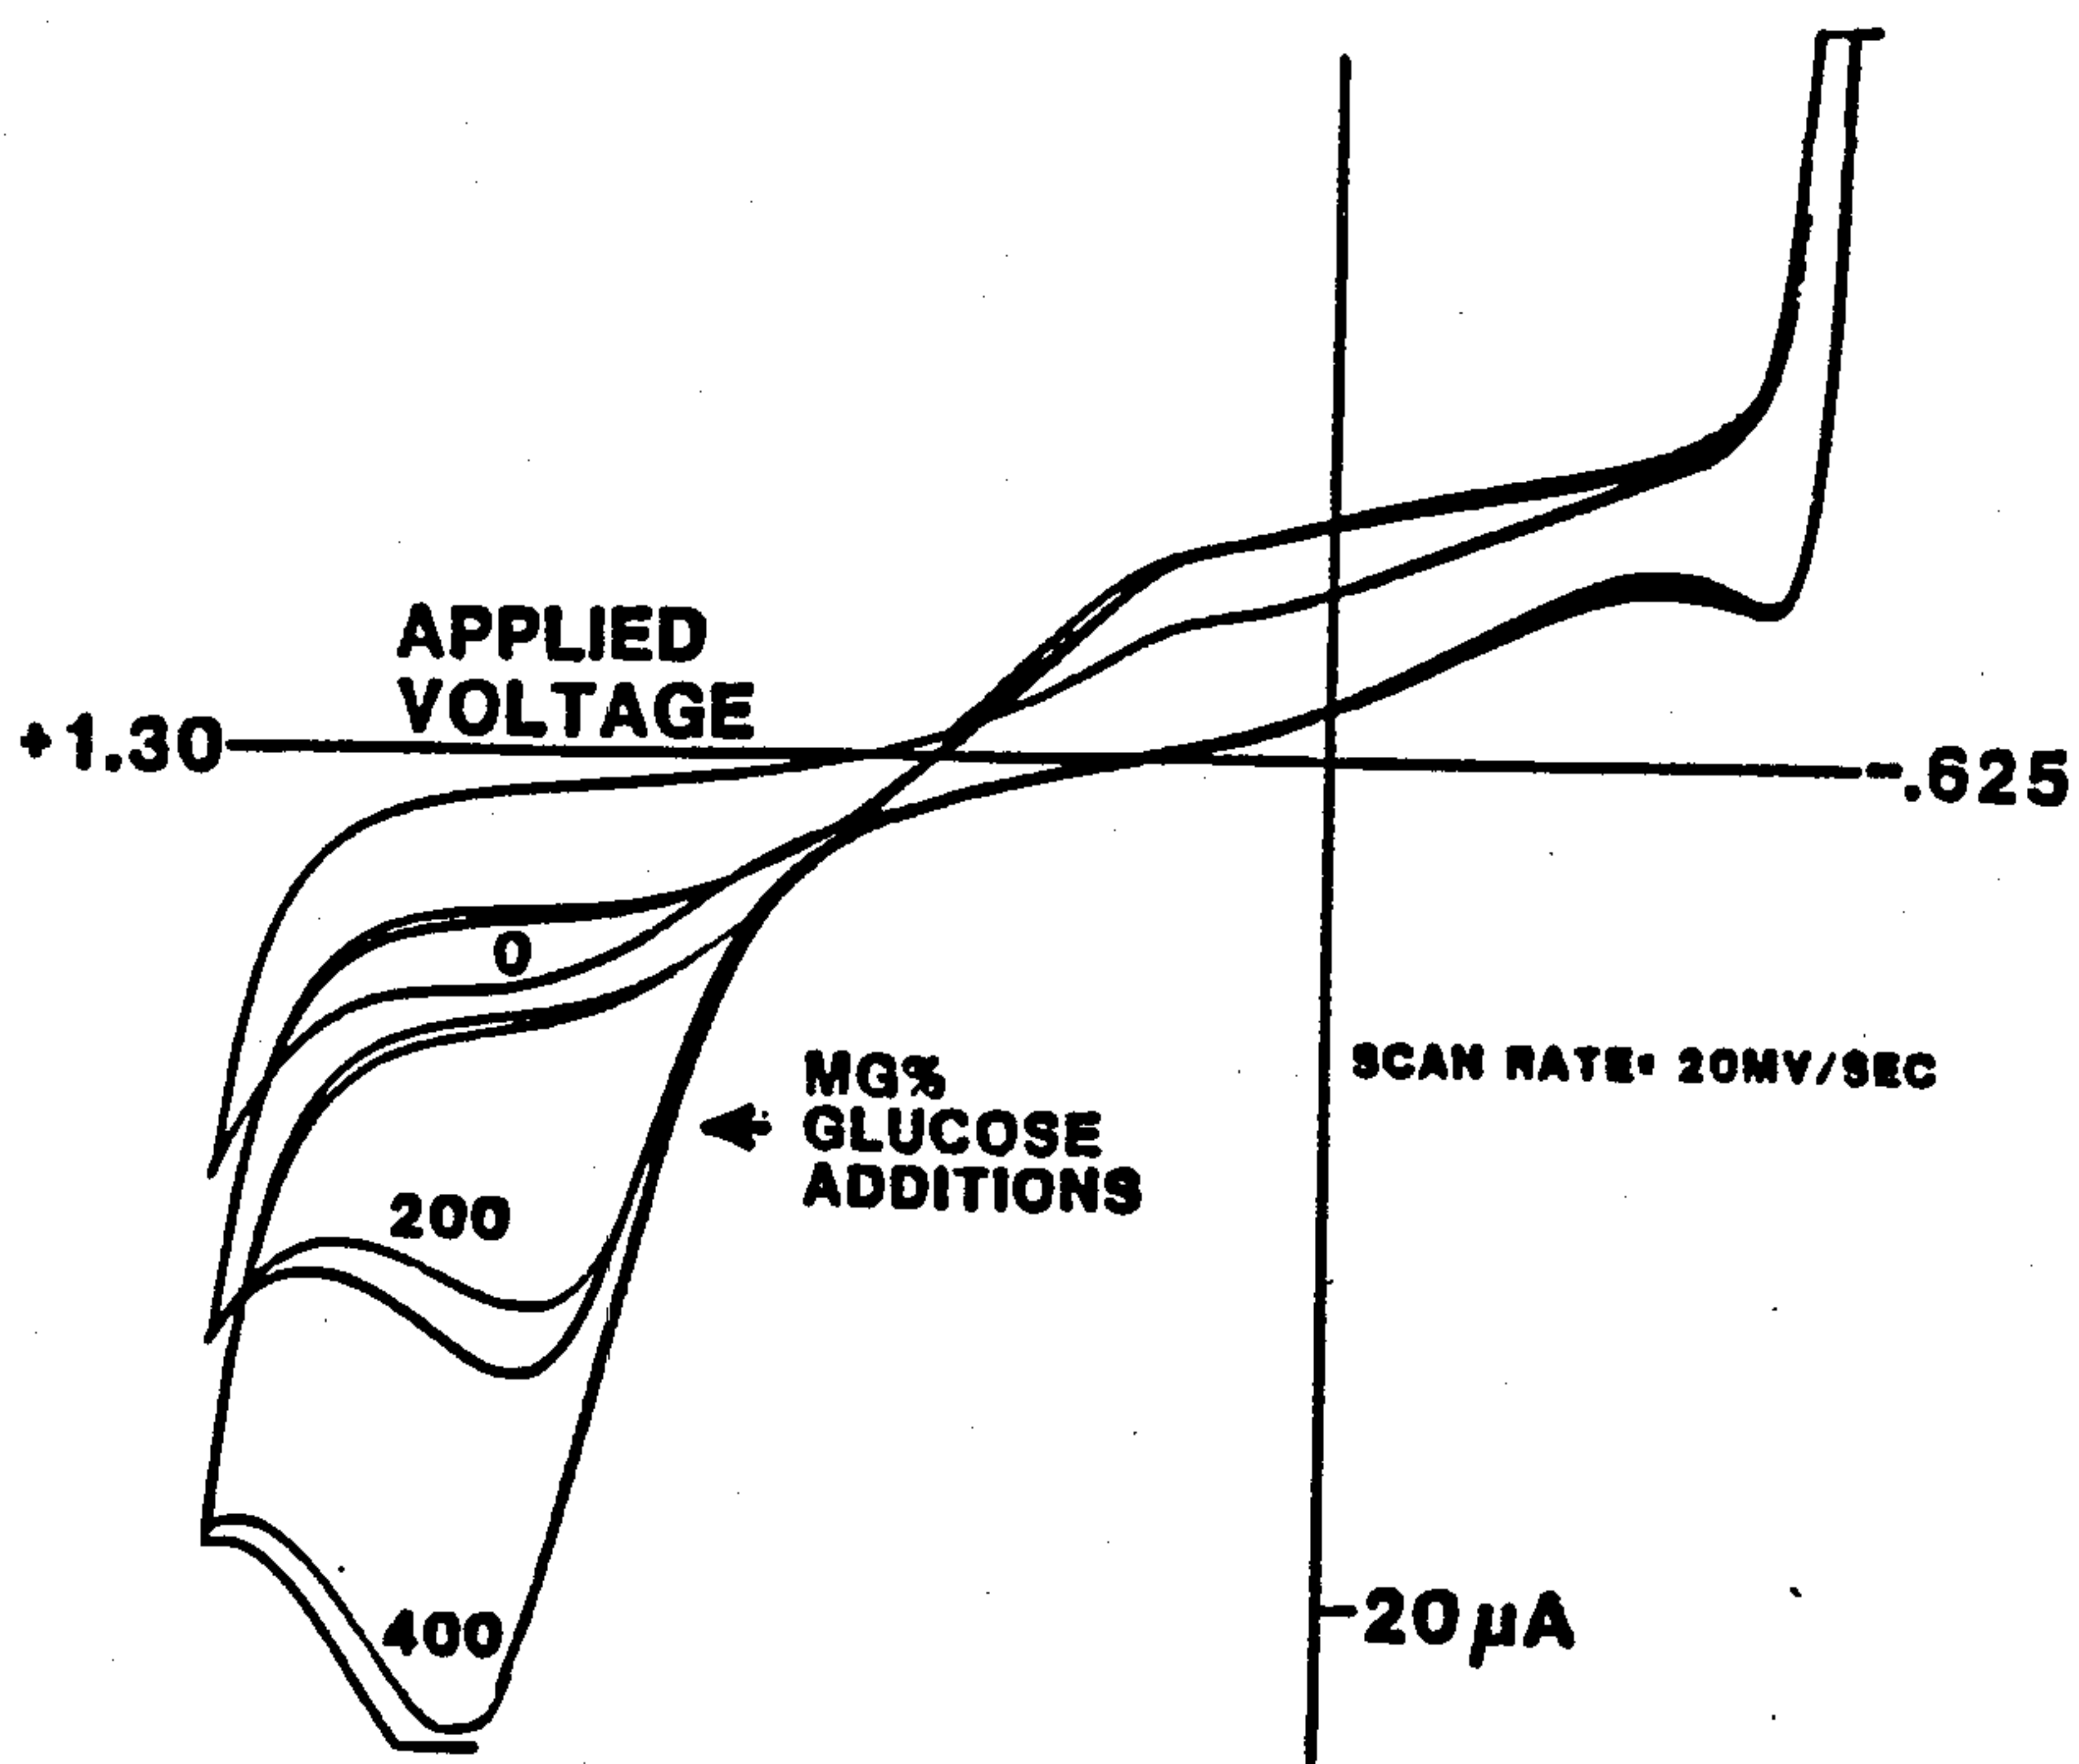 APPLIED
VOLTAGE
+1.30
-.625
0
MG%
GLUCOSE
ADDITIONS
SCAN RATE: 20MV/SEC
200
400
20µA